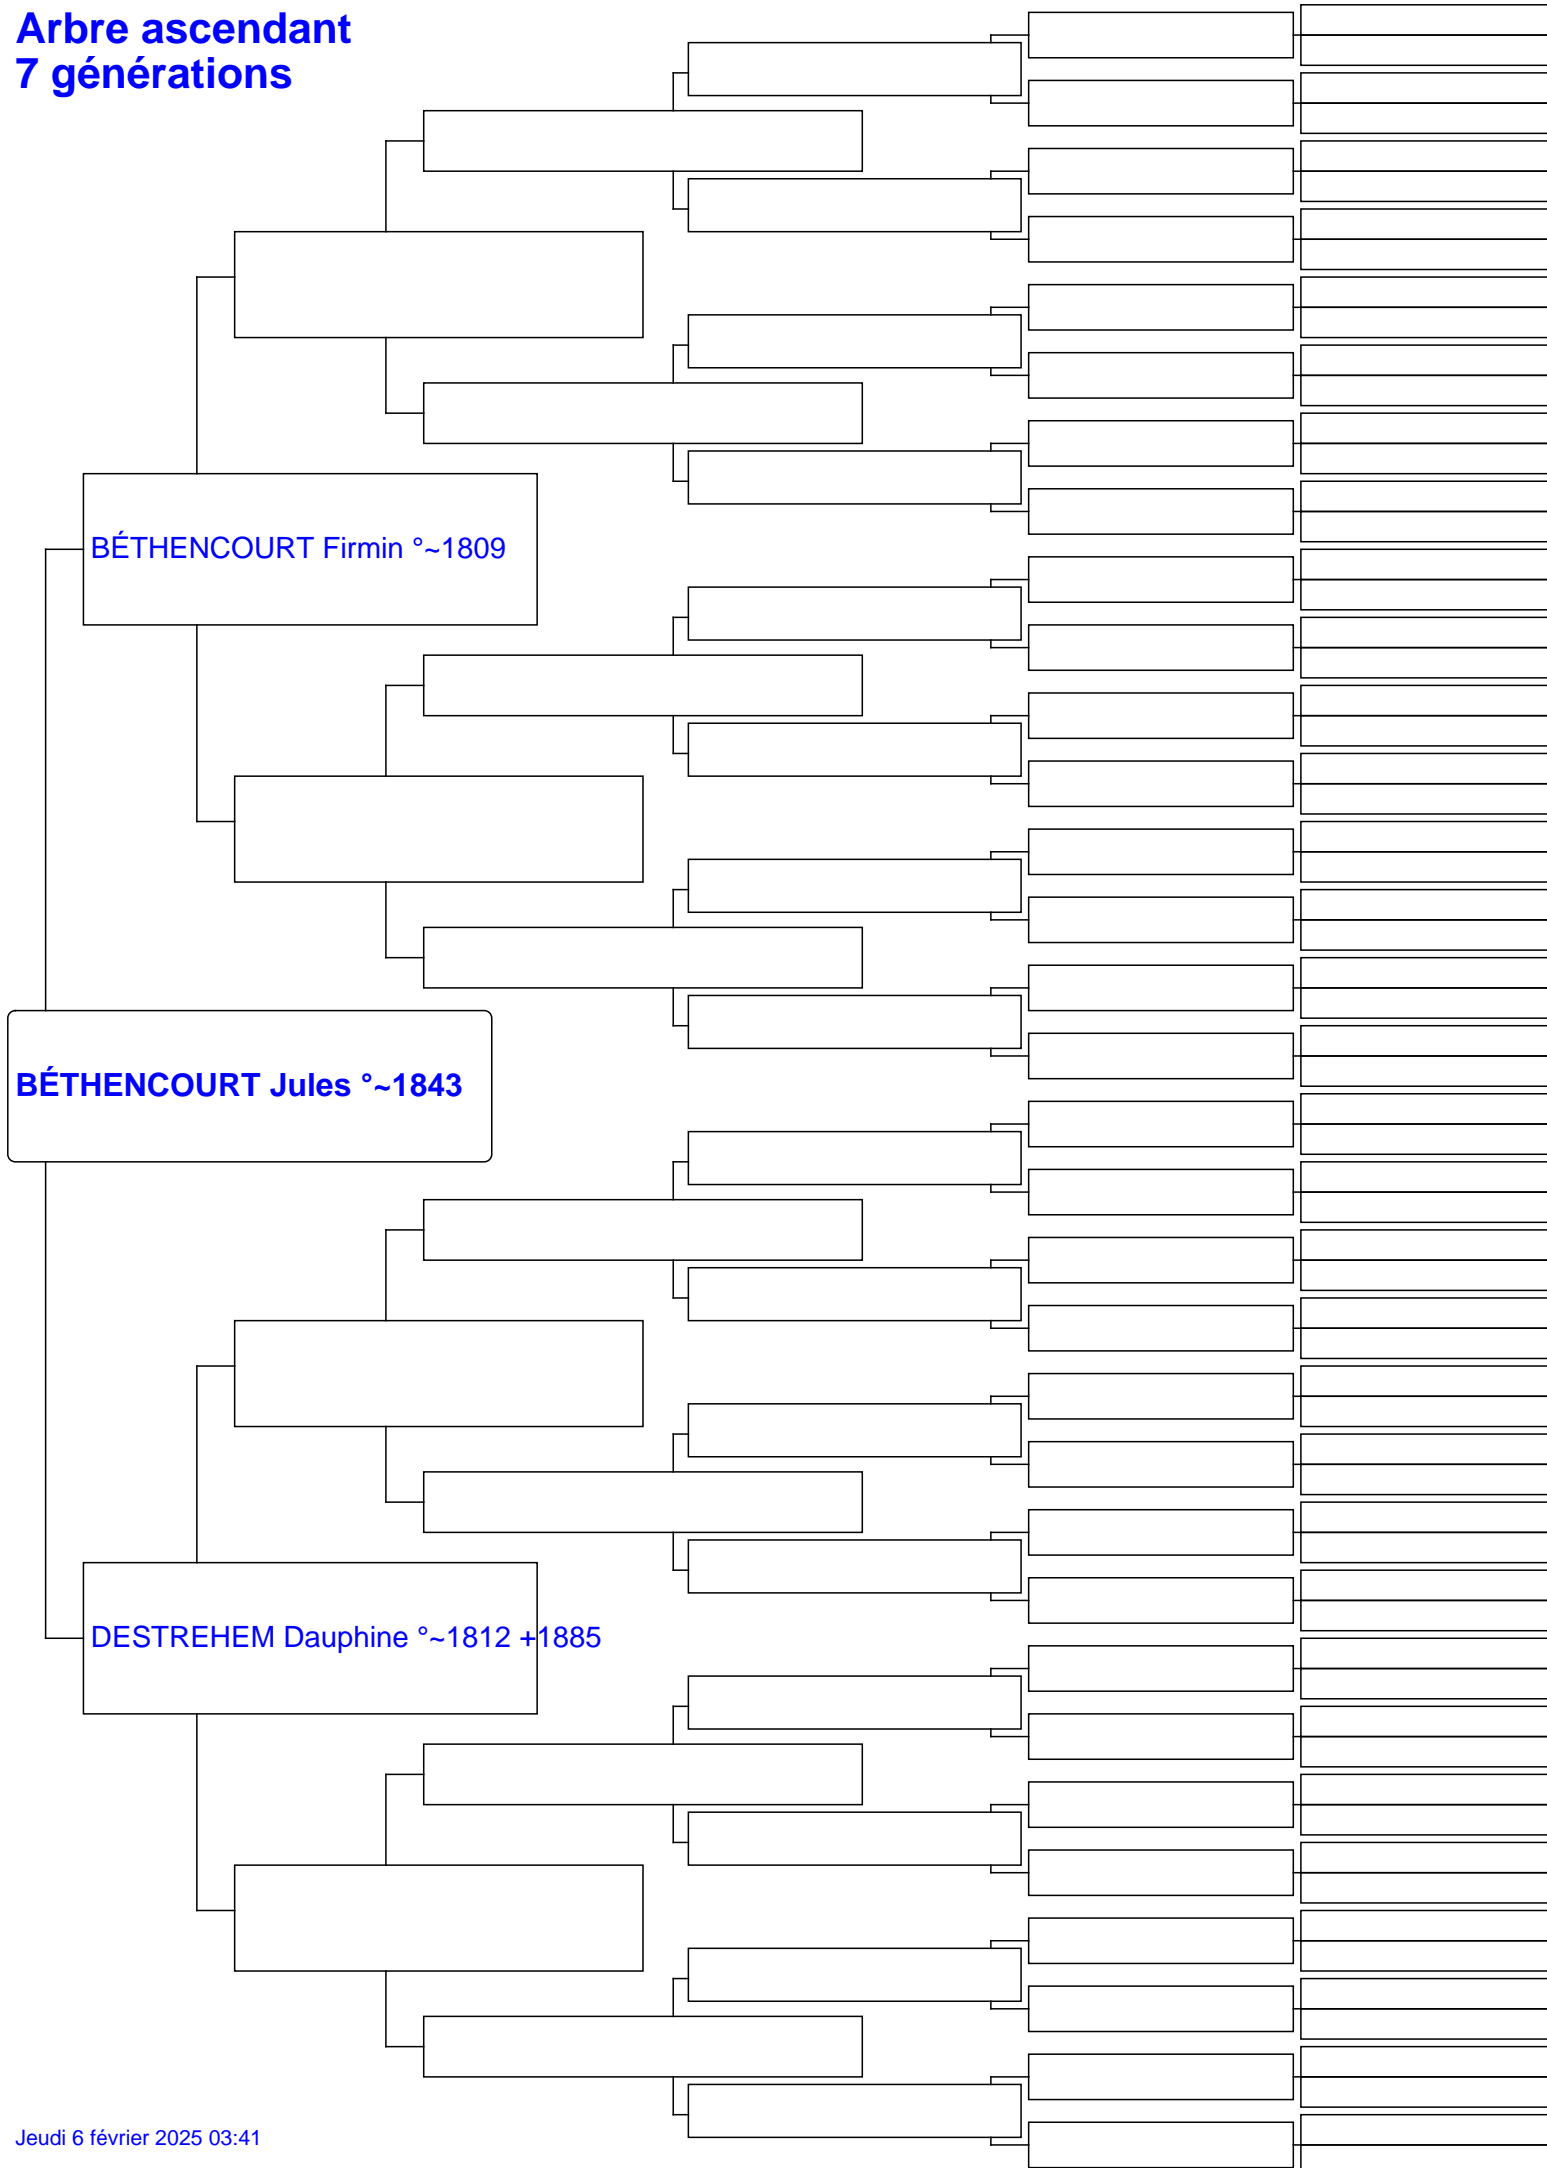 Arbre ascendant
7 générations
BÉTHENCOURT Firmin °~1809
BÉTHENCOURT Jules °~1843
DESTREHEM Dauphine °~1812 +1885
Jeudi 6 février 2025 03:41